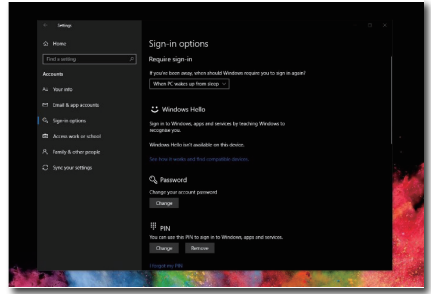 Settings
Home
Find a setting
Accounts
Your info
Email & app accounts
Sign-in options
Access work or school
Family & other people
Sync your settings
Sign-in options
Require sign-in
If you've been away, when should Windows require you to sign in again?
When PC wakes up from sleep
Windows Hello
Sign in to Windows, apps and services by teaching Windows to
recognise you.
Windows Hello isn't available on this device.
See how it works and find compatible devices.
Password
Change your account password
Change
PIN
You can use this PIN to sign in to Windows, apps and services.
Change Remove
I forgot my PIN